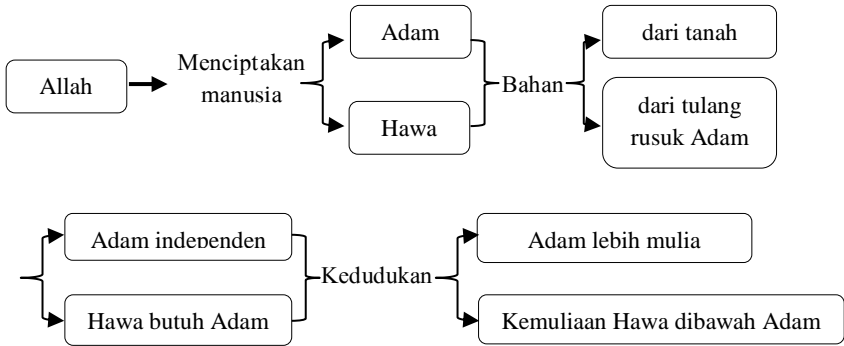 Allah
Menciptakan
manusia
Adam
Hawa
Bahan
dari tanah
dari tulang
rusuk Adam
Adam independen
Hawa butuh Adam
Kedudukan
Adam lebih mulia
Kemuliaan Hawa dibawah Adam